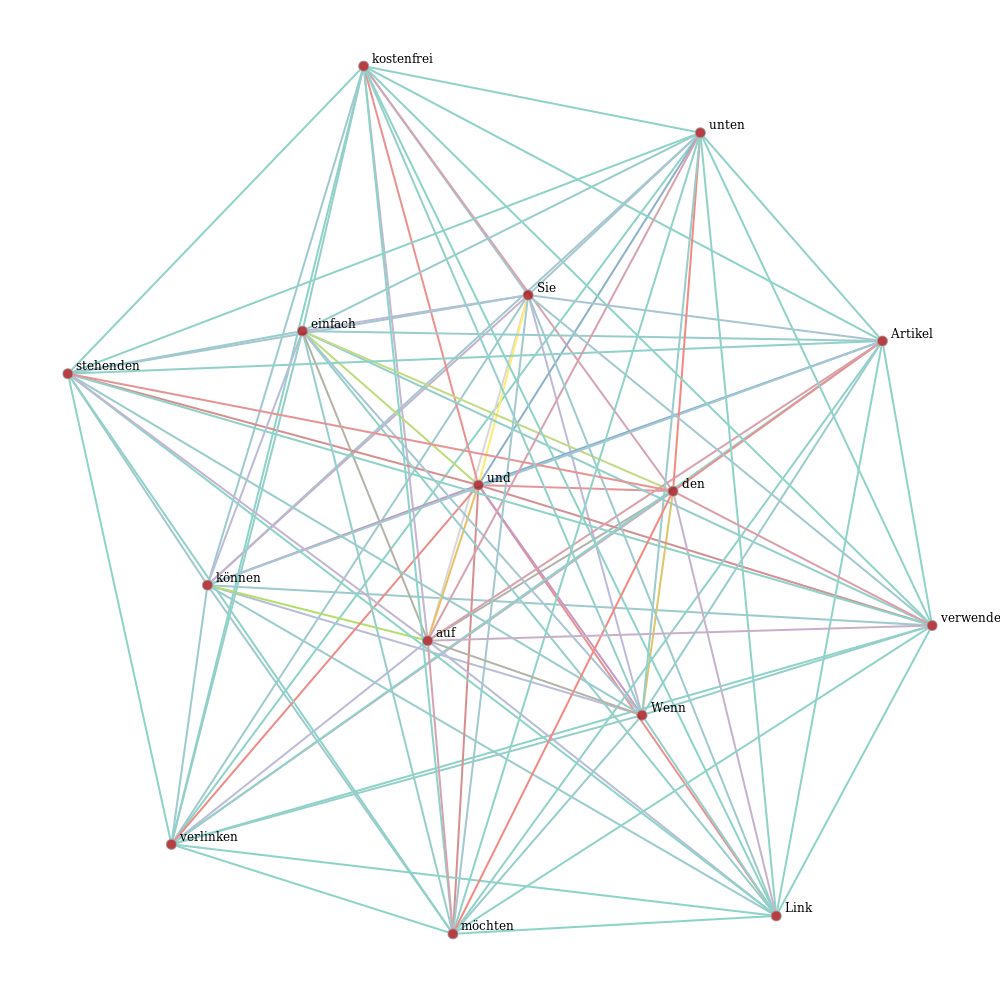 kostenfrei
unten
Sie
einfach
Artikel
stehenden
und
den
können
verwende
auf
Wenn
verlinken
Link
möchten